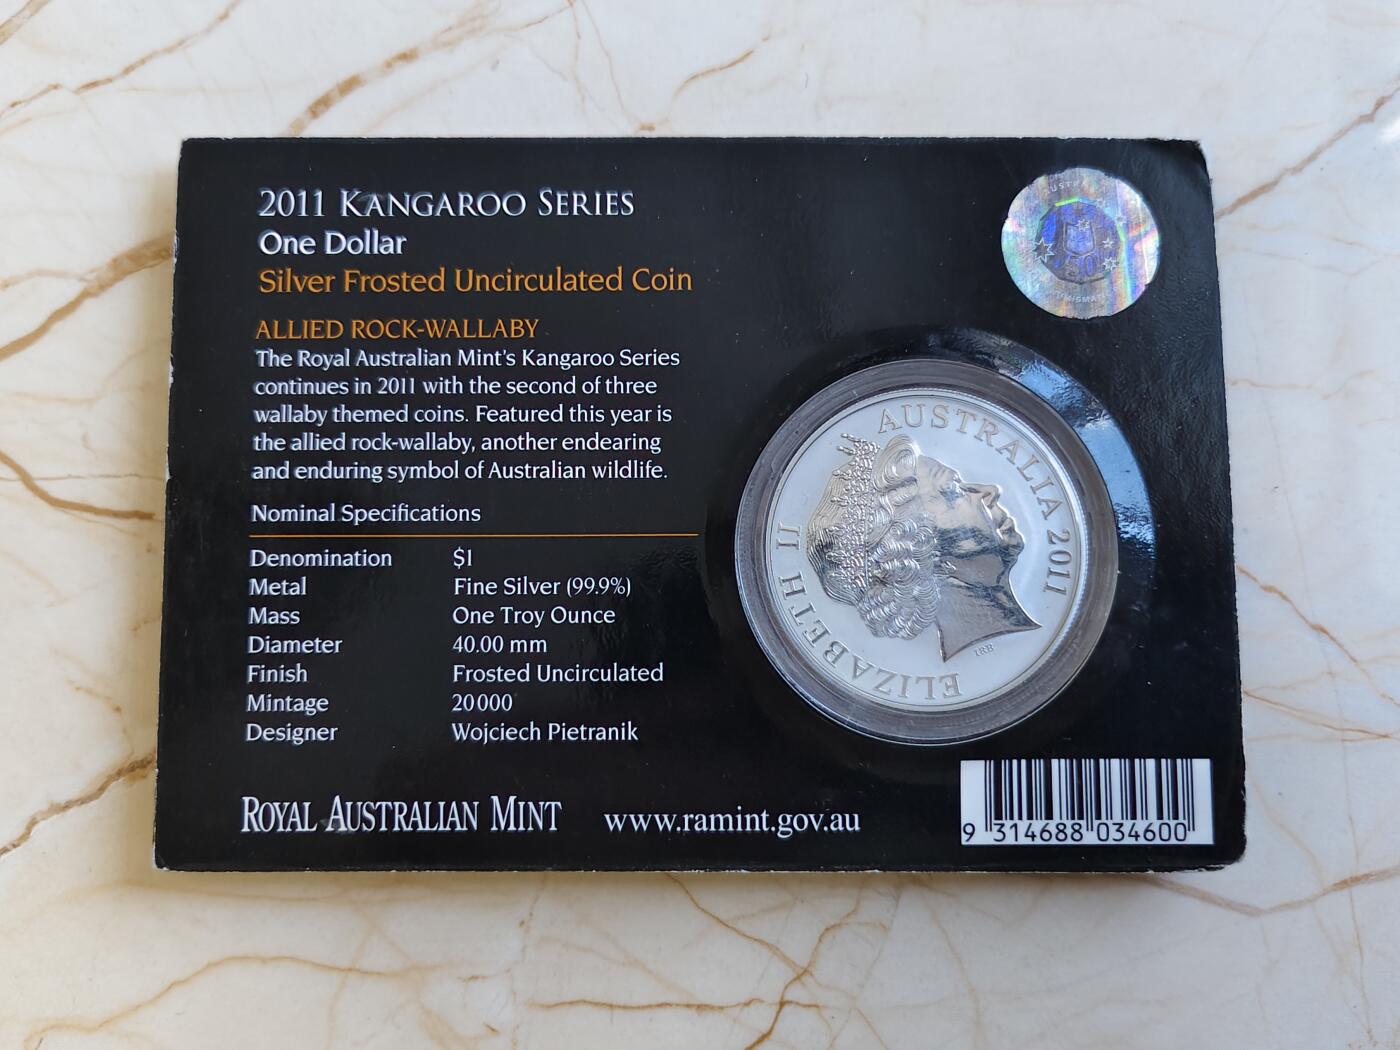 2011 KANGAROO SERIES
One Dollar
Silver Frosted Uncirculated Coin
ALLIED ROCK-WALLABY
The Royal Australian Mint's Kangaroo Series
continues in 2011 with the second of three
wallaby themed coins. Featured this year is
the allied rock-wallaby, another endearing
and enduring symbol of Australian wildlife.
Nominal Specifications
Denomination $1
Metal Fine Silver (99.9%)
Mass One Troy Ounce
Diameter 40.00 mm
Finish Frosted Uncirculated
Mintage 20000
Designer Wojciech Pietranik
ROYAL AUSTRALIAN MINT www.ramint.gov.au
ELIZABETH II AUSTRALIA 2011
IRB
9 314688 034600